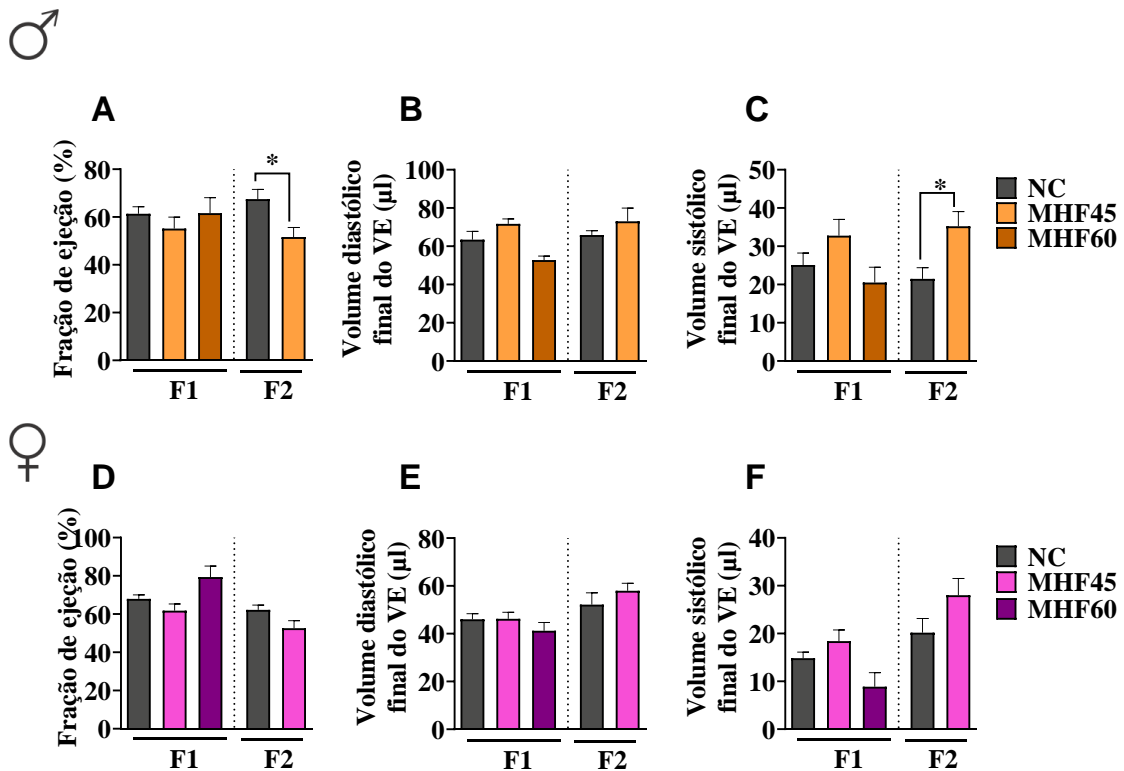 ♂
A
Fração de ejeção (%)
80
60
40
20
0
*
F1
F2
B
Volume diastólico
final do VE (µl)
100
80
60
40
20
0
F1
F2
C
Volume sistólico
final do VE (µl)
50
40
30
20
10
0
*
F1
F2
NC
MHF45
MHF60
♀
D
Fração de ejeção (%)
100
80
60
40
20
0
F1
F2
E
Volume diastólico
final do VE (µl)
80
60
40
20
0
F1
F2
F
Volume sistólico
final do VE (µl)
40
30
20
10
0
F1
F2
NC
MHF45
MHF60